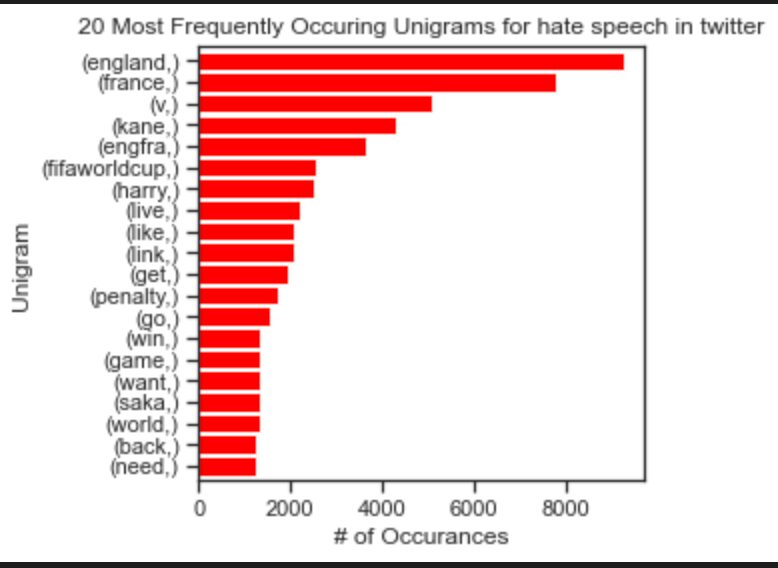 20 Most Frequently Occuring Unigrams for hate speech in twitter
(england,)
(france,)
(v,)
(kane,)
(engfra,)
(fifaworldcup,)
(harry,)
(live,)
(like,)
(link,)
(get,)
(penalty,)
(go,)
(win,)
(game,)
(want,)
(saka,)
(world,)
(back,)
(need,)
Unigram
0 2000 4000 6000 8000
# of Occurances